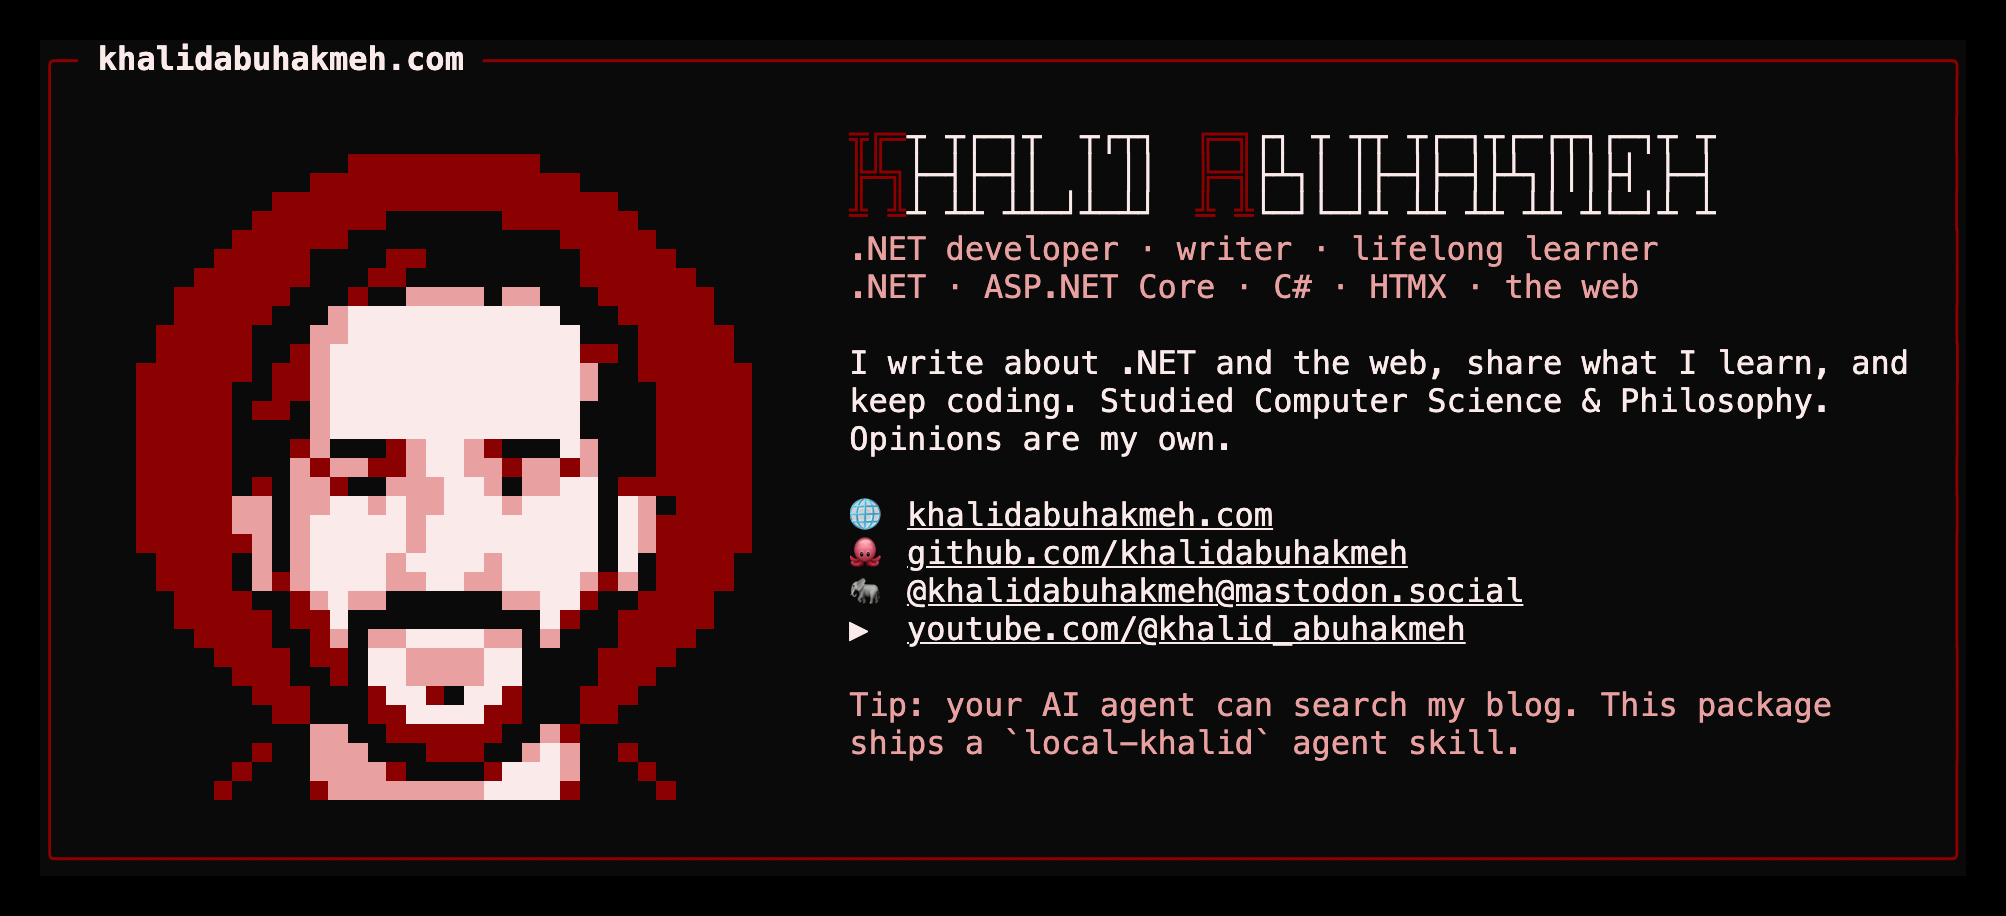 khalidabuhakmeh.com
KHALID ABUHAKMEH
.NET developer · writer · lifelong learner
.NET · ASP.NET Core · C# · HTMX · the web
I write about .NET and the web, share what I learn, and
keep coding. Studied Computer Science & Philosophy.
Opinions are my own.
khalidabuhakmeh.com
github.com/khalidabuhakmeh
@khalidabuhakmeh@mastodon.social
youtube.com/@khalid_abuhakmeh
Tip: your AI agent can search my blog. This package
ships a `local-khalid` agent skill.